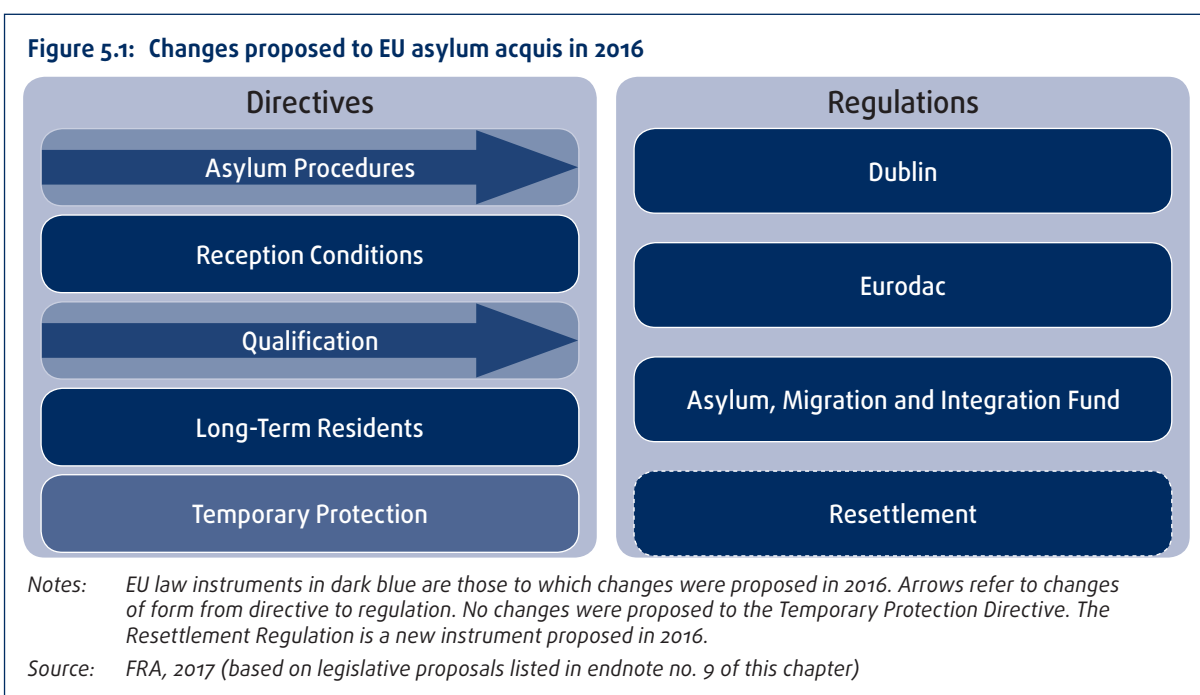 Figure 5.1: Changes proposed to EU asylum acquis in 2016
Directives
Asylum Procedures
Reception Conditions
Qualification
Long-Term Residents
Temporary Protection
Regulations
Dublin
Eurodac
Asylum, Migration and Integration Fund
Resettlement
Notes: EU law instruments in dark blue are those to which changes were proposed in 2016. Arrows refer to changes
of form from directive to regulation. No changes were proposed to the Temporary Protection Directive. The
Resettlement Regulation is a new instrument proposed in 2016.
Source: FRA, 2017 (based on legislative proposals listed in endnote no. 9 of this chapter)